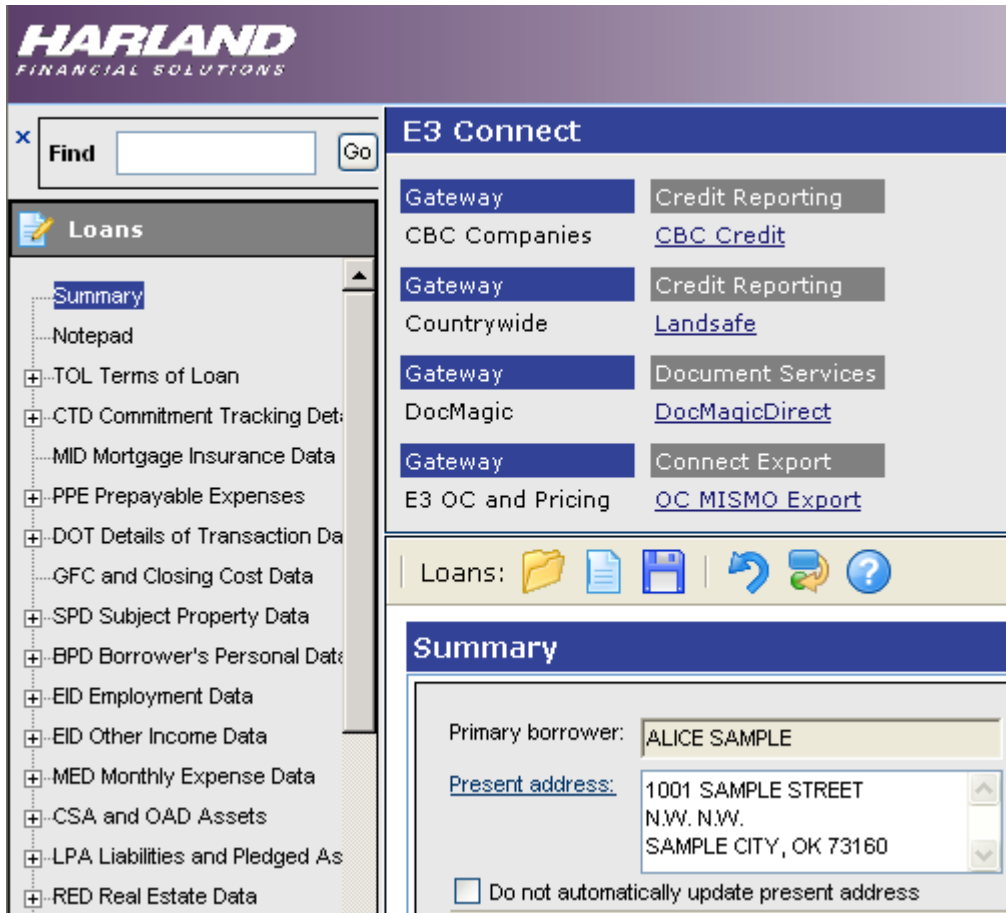 HARLAND
FINANCIAL SOLUTIONS
Find
Go
Loans
Summary
Notepad
TOL Terms of Loan
CTD Commitment Tracking Det
MID Mortgage Insurance Data
PPE Prepayable Expenses
DOT Details of Transaction Da
GFC and Closing Cost Data
SPD Subject Property Data
BPD Borrower's Personal Data
EID Employment Data
EID Other Income Data
MED Monthly Expense Data
CSA and OAD Assets
LPA Liabilities and Pledged As
RED Real Estate Data
E3 Connect
Gateway Credit Reporting
CBC Companies CBC Credit
Gateway Credit Reporting
Countrywide Landsafe
Gateway Document Services
DocMagic DocMagicDirect
Gateway Connect Export
E3 OC and Pricing OC MISMO Export
Loans:
Summary
Primary borrower: ALICE SAMPLE
Present address: 1001 SAMPLE STREET
N.W. N.W.
SAMPLE CITY, OK 73160
Do not automatically update present address